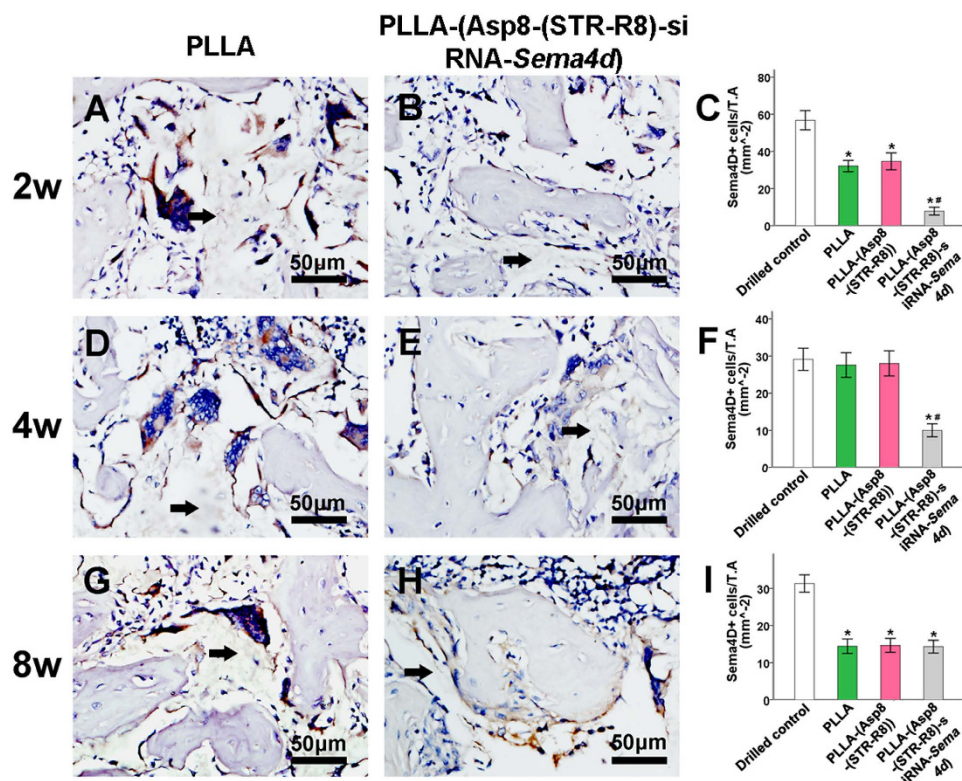 PLLA
PLLA-(Asp8-(STR-R8)-si
RNA-Sema4d)
2w
A
50μm
B
50μm
C
Sema4D+ cells/T.A
(mm^-2)
60
40
20
0
80
*
*
*#
Drilled control
PLLA
PLLA-(Asp8
-(STR-R8))
PLLA-(Asp8
-(STR-R8)-s
iRNA-Sema
4d)
4w
D
50μm
E
50μm
F
Sema4D+ cells/T.A
(mm^-2)
40
30
20
10
0
*#
Drilled control
PLLA
PLLA-(Asp8
-(STR-R8))
PLLA-(Asp8
-(STR-R8)-s
iRNA-Sema
4d)
8w
G
50μm
H
50μm
I
Sema4D+ cells/T.A
(mm^-2)
30
20
10
0
*
*
*
Drilled control
PLLA
PLLA-(Asp8
-(STR-R8))
PLLA-(Asp8
-(STR-R8)-s
iRNA-Sema
4d)